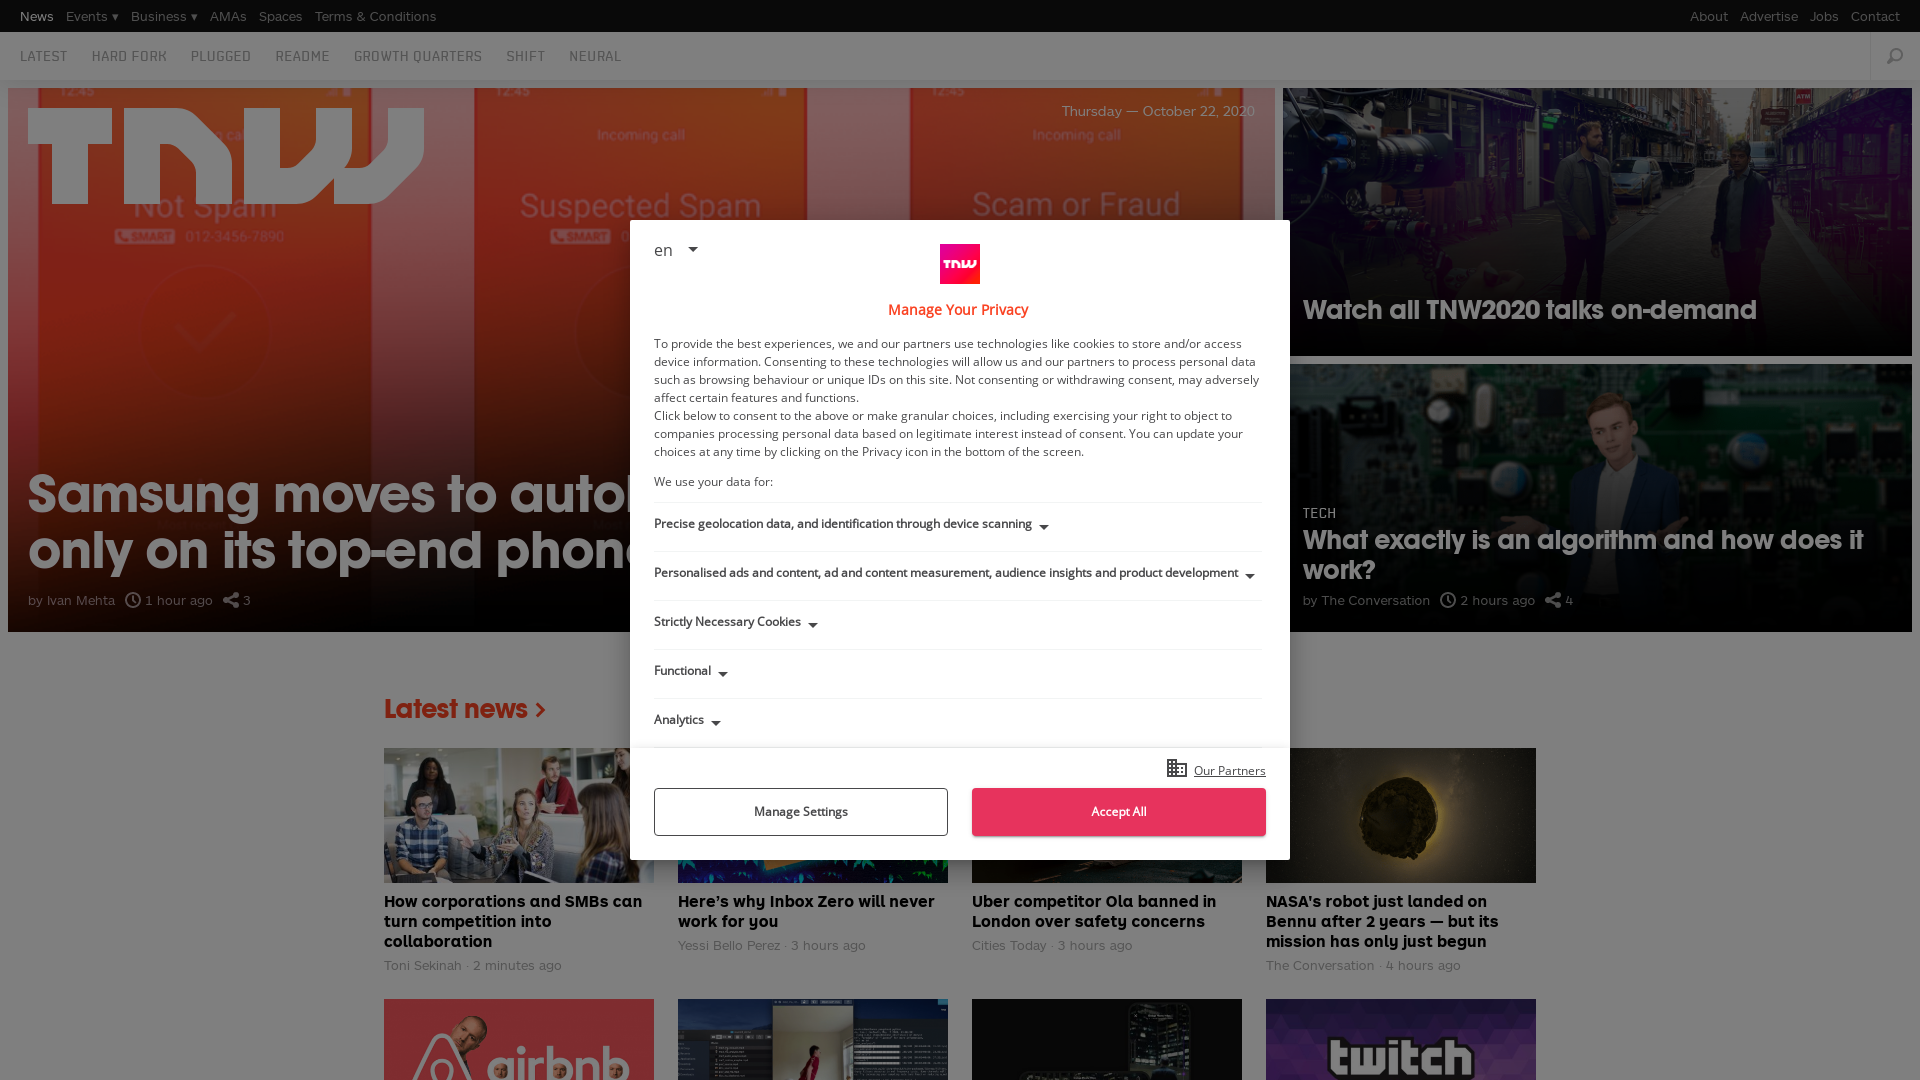 News Events ▾ Business ▾ AMAs Spaces Terms & Conditions About Advertise Jobs Contact
LATEST HARD FORK PLUGGED README GROWTH QUARTERS SHIFT NEURAL
12:45 12:45 12:45
Thursday — October 22, 2020
TNW
Incoming call Incoming call
Not Spam Suspected Spam Scam or Fraud
SMART 012-3456-7890 SMART
ATM
Watch all TNW2020 talks on-demand
Samsung moves to
only on its top-end
by Ivan Mehta 1 hour ago 3
TECH
What exactly is an algorithm and how does it
work?
by The Conversation 2 hours ago 4
en
TNW
Manage Your Privacy
To provide the best experiences, we and our partners use technologies like cookies to store and/or access
device information. Consenting to these technologies will allow us and our partners to process personal data
such as browsing behaviour or unique IDs on this site. Not consenting or withdrawing consent, may adversely
affect certain features and functions.
Click below to consent to the above or make granular choices, including exercising your right to object to
companies processing personal data based on legitimate interest instead of consent. You can update your
choices at any time by clicking on the Privacy icon in the bottom of the screen.
We use your data for:
Precise geolocation data, and identification through device scanning
Personalised ads and content, ad and content measurement, audience insights and product development
Strictly Necessary Cookies
Functional
Analytics
Our Partners
Manage Settings Accept All
Latest news
How corporations and SMBs can
turn competition into
collaboration
Toni Sekinah · 2 minutes ago
Here's why Inbox Zero will never
work for you
Yessi Bello Perez · 3 hours ago
Uber competitor Ola banned in
London over safety concerns
Cities Today · 3 hours ago
NASA's robot just landed on
Bennu after 2 years — but its
mission has only just begun
The Conversation · 4 hours ago
airbnb
twitch